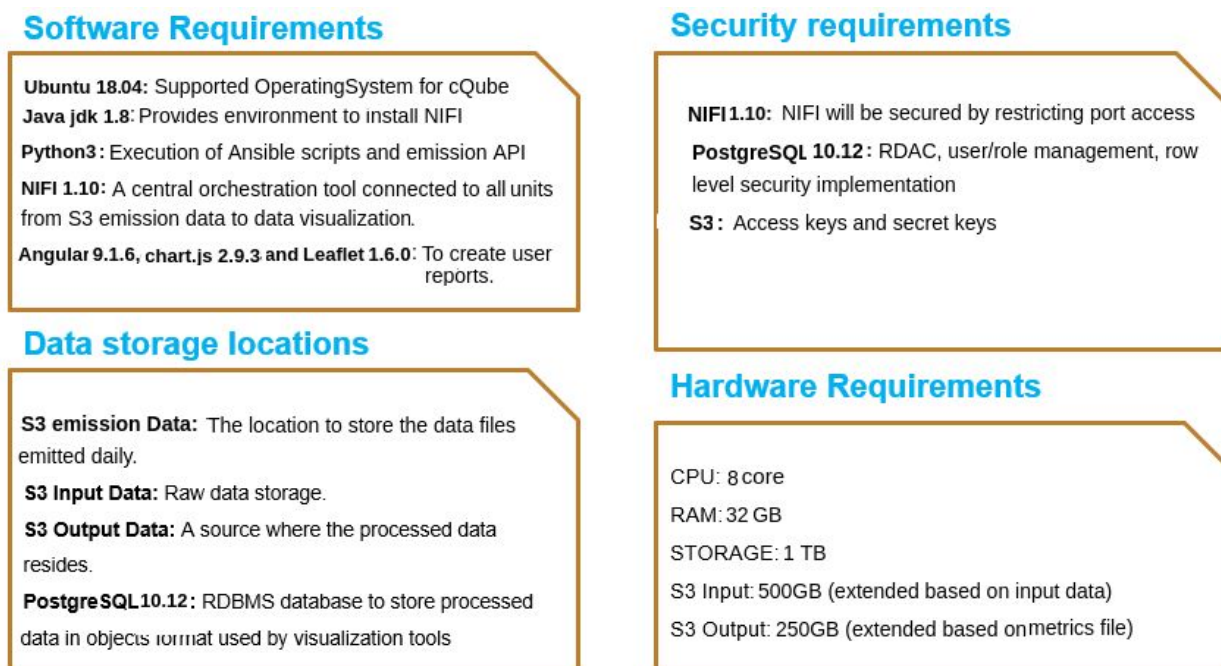 Software Requirements
Ubuntu 18.04: Supported OperatingSystem for cQube
Java jdk 1.8: Provides environment to install NIFI
Python3: Execution of Ansible scripts and emission API
NIFI 1.10: A central orchestration tool connected to all units
from S3 emission data to data visualization.
Angular 9.1.6, chart.js 2.9.3 and Leaflet 1.6.0: To create user
reports.
Data storage locations
S3 emission Data: The location to store the data files
emitted daily.
S3 Input Data: Raw data storage.
S3 Output Data: A source where the processed data
resides.
PostgreSQL10.12: RDBMS database to store processed
data in objects format used by visualization tools
Security requirements
NIFI 1.10: NIFI will be secured by restricting port access
PostgreSQL 10.12: RDAC, user/role management, row
level security implementation
S3: Access keys and secret keys
Hardware Requirements
CPU: 8 core
RAM: 32 GB
STORAGE: 1 TB
S3 Input: 500GB (extended based on input data)
S3 Output: 250GB (extended based on metrics file)